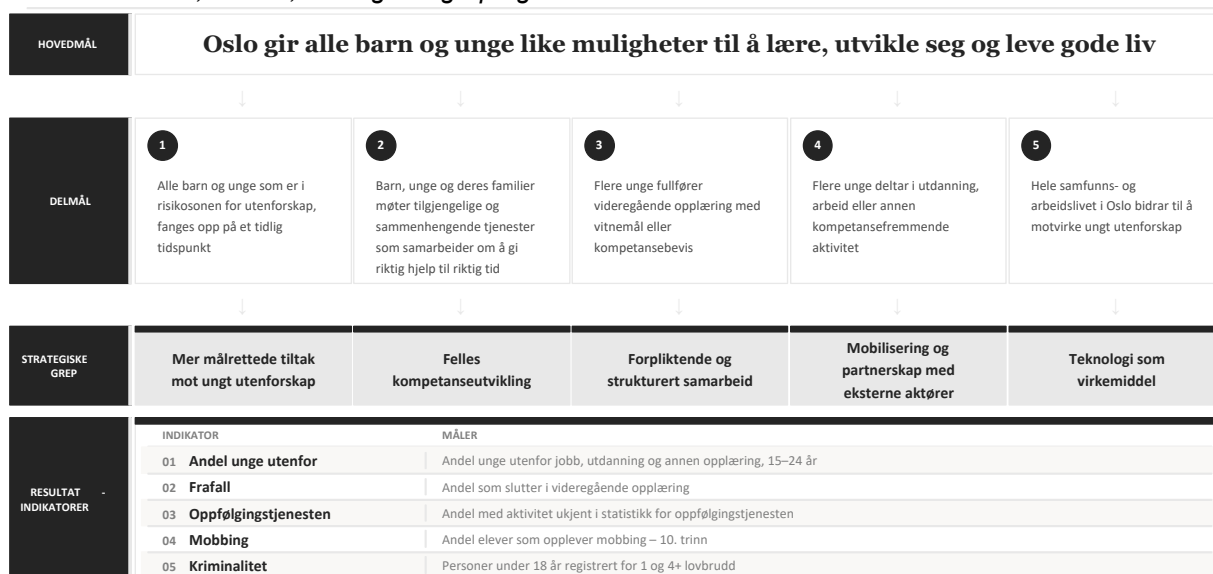 HOVEDMÅL
Oslo gir alle barn og unge like muligheter til å lære, utvikle seg og leve gode liv
↓ ↓ ↓ ↓ ↓
DELMÅL
1
Alle barn og unge som er i
risikosonen for utenforskap,
fanges opp på et tidlig
tidspunkt
2
Barn, unge og deres familier
møter tilgjengelige og
sammenhengende tjenester
som samarbeider om å gi
riktig hjelp til riktig tid
3
Flere unge fullfører
videregående opplæring med
vitnemål eller
kompetansebevis
4
Flere unge deltar i utdanning,
arbeid eller annen
kompetansefremmende
aktivitet
5
Hele samfunns- og
arbeidslivet i Oslo bidrar til å
motvirke ungt utenforskap
↓ ↓ ↓ ↓ ↓
STRATEGISKE
GREP
Mer målrettede tiltak
mot ungt utenforskap
Felles
kompetanseutvikling
Forpliktende og
strukturert samarbeid
Mobilisering og
partnerskap med
eksterne aktører
Teknologi som
virkemiddel
RESULTAT -
INDIKATORER
INDIKATOR MÅLER
01 Andel unge utenfor Andel unge utenfor jobb, utdanning og annen opplæring, 15–24 år
02 Frafall Andel som slutter i videregående opplæring
03 Oppfølgingstjenesten Andel med aktivitet ukjent i statistikk for oppfølgingstjenesten
04 Mobbing Andel elever som opplever mobbing – 10. trinn
05 Kriminalitet Personer under 18 år registrert for 1 og 4+ lovbrudd